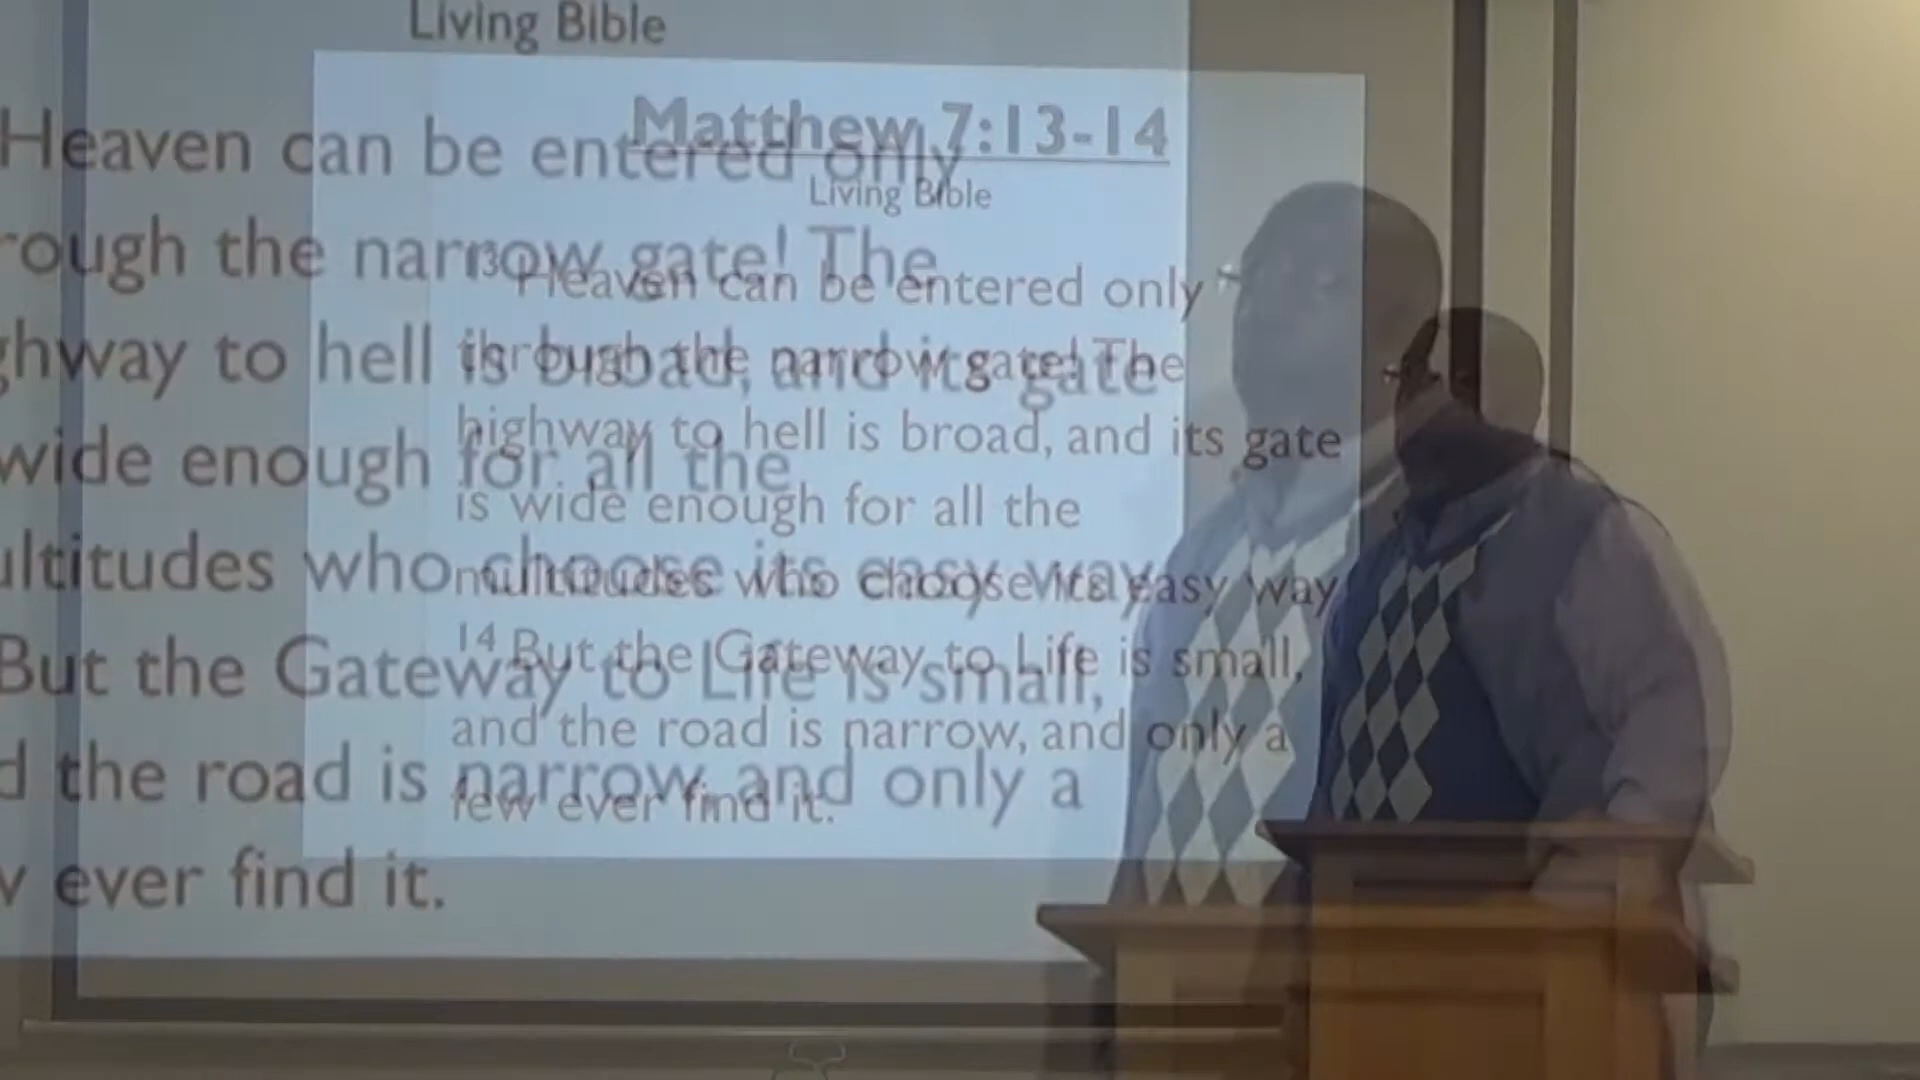 Living Bible
Heaven can be entered only
rough the narrow gate! The
ghway to hell is broad, and its gate
wide enough for all the
ultitudes who choose its easy way
But the Gateway to Life is small,
d the road is narrow, and only a
ever find it.
Matthew 7:13-14
Living Bible
13 Heaven can be entered only
through the narrow gate! The
highway to hell is broad, and its gate
is wide enough for all the
multitudes who choose its easy way
14 But the Gateway to Life is small,
and the road is narrow, and only a
few ever find it.